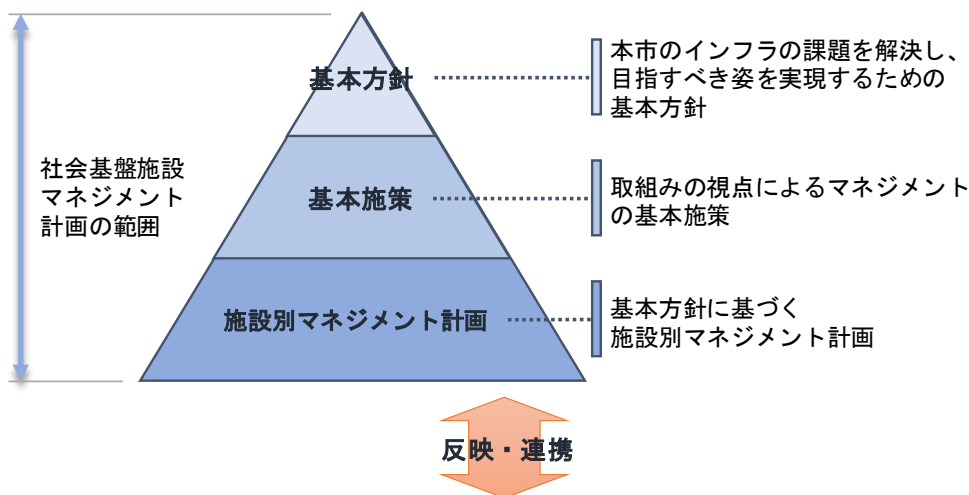 基本方針
本市のインフラの課題を解決し、
目指すべき姿を実現するための
基本方針
社会基盤施設
マネジメント
計画の範囲
基本施策
取組みの視点によるマネジメント
の基本施策
施設別マネジメント計画
基本方針に基づく
施設別マネジメント計画
反映・連携